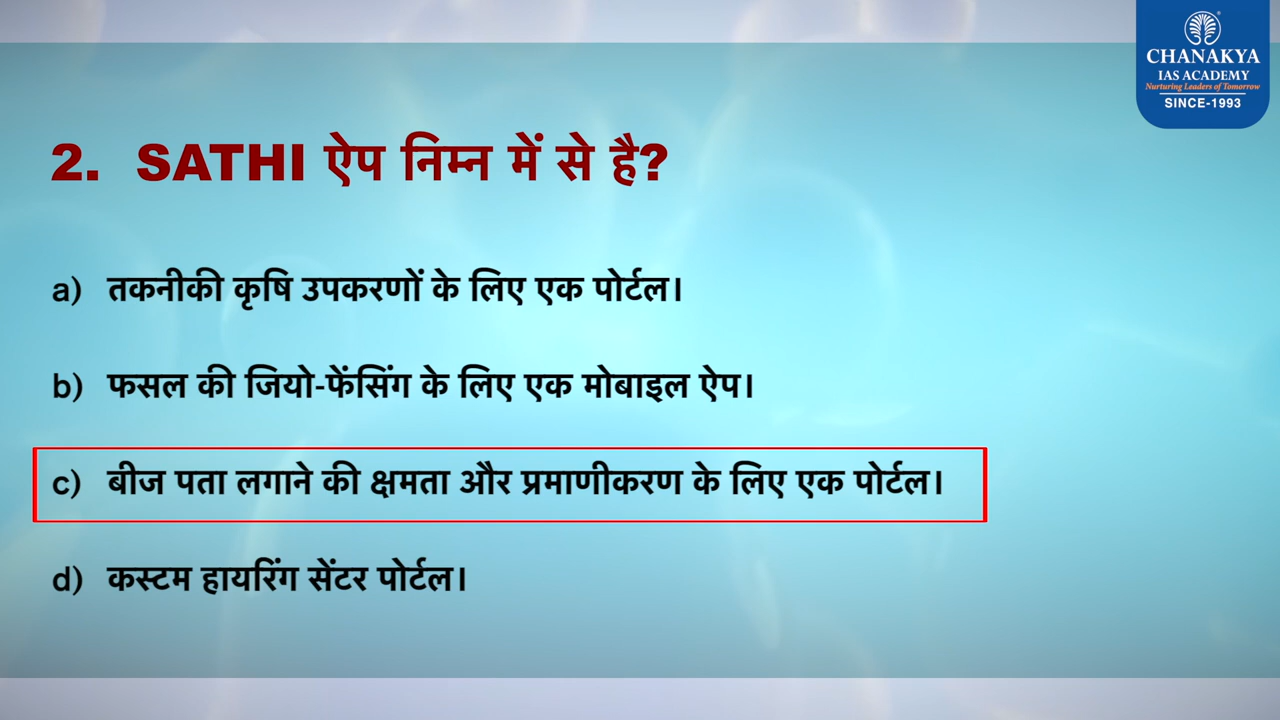 CHANAKYA
IAS ACADEMY
Nurturing Leaders of Tomorrow
SINCE-1993
2. SATHI ऐप निम्न में से है?
a) तकनीकी कृषि उपकरणों के लिए एक पोर्टल।
b) फसल की जियो-फेंसिंग के लिए एक मोबाइल ऐप।
c) बीज पता लगाने की क्षमता और प्रमाणीकरण के लिए एक पोर्टल।
d) कस्टम हायरिंग सेंटर पोर्टल।